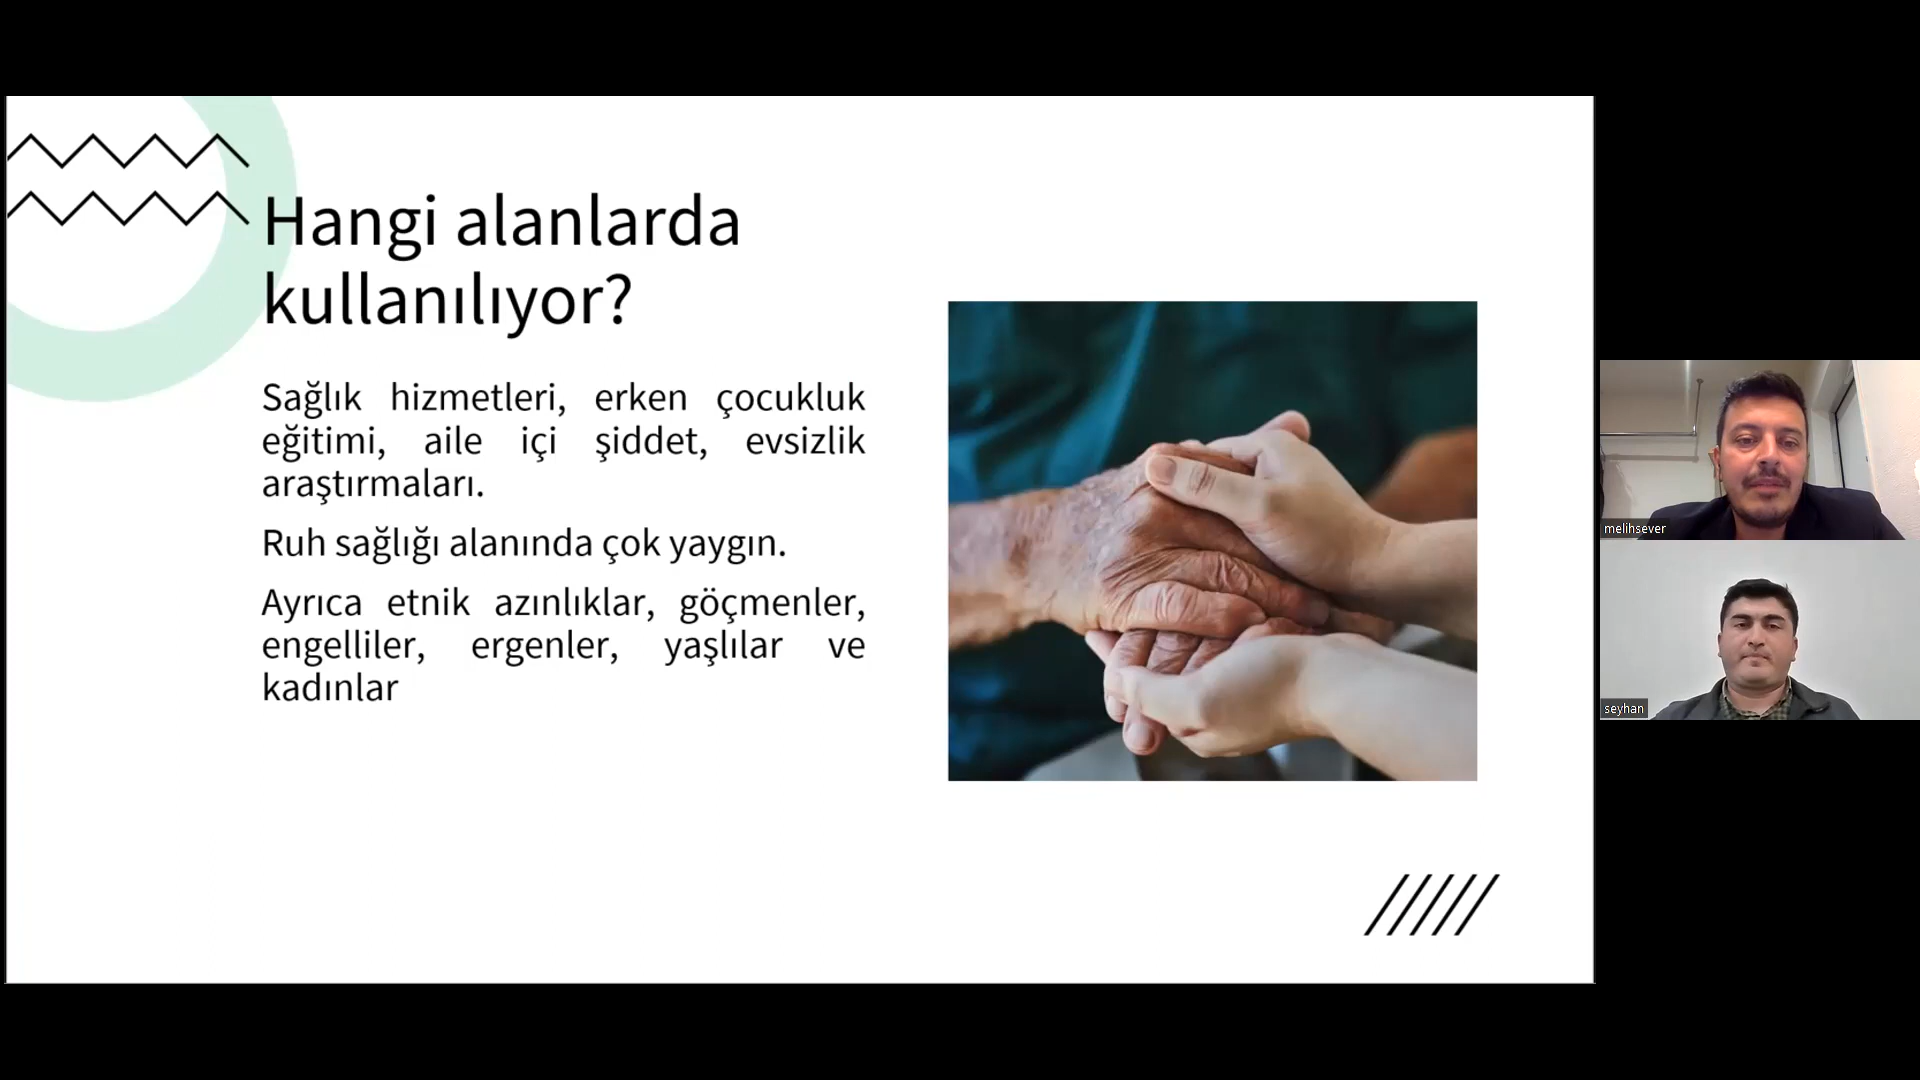 Hangi alanlarda
kullanılıyor?
Sağlık hizmetleri, erken çocukluk
eğitimi, aile içi şiddet, evsizlik
araştırmaları.
Ruh sağlığı alanında çok yaygın.
Ayrıca etnik azınlıklar, göçmenler,
engelliler, ergenler, yaşlılar ve
kadınlar
melihsever
seyhan